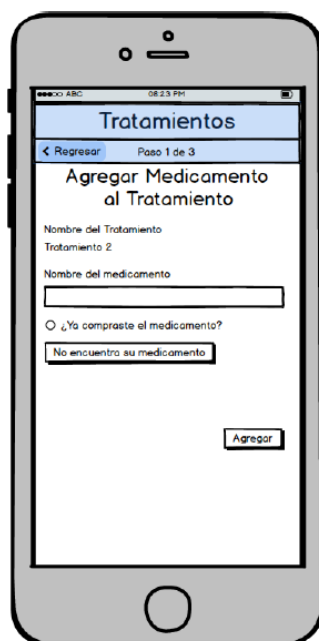 ABC 08:23 PM
Tratamientos
< Regresar Paso 1 de 3
Agregar Medicamento
al Tratamiento
Nombre del Tratamiento
Tratamiento 2
Nombre del medicamento
¿Ya compraste el medicamento?
No encuentra su medicamento
Agregar